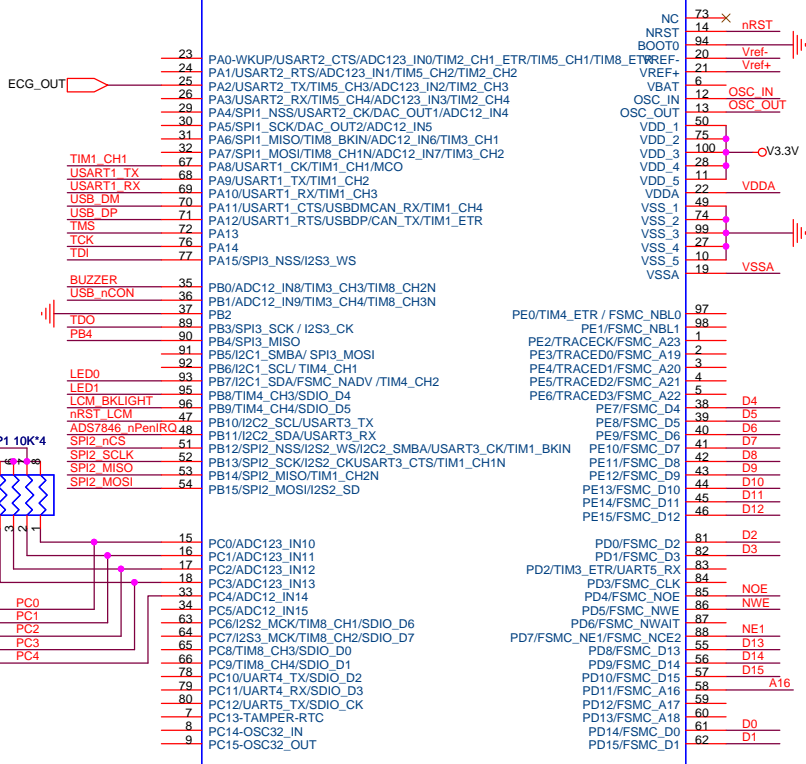 23 PA0-WKUP/USART2_CTS/ADC123_IN0/TIM2_CH1_ETR/TIM5_CH1/TIM8_ETR
24 PA1/USART2_RTS/ADC123_IN1/TIM5_CH2/TIM2_CH2
ECG_OUT 25 PA2/USART2_TX/TIM5_CH3/ADC123_IN2/TIM2_CH3
26 PA3/USART2_RX/TIM5_CH4/ADC123_IN3/TIM2_CH4
29 PA4/SPI1_NSS/USART2_CK/DAC_OUT1/ADC12_IN4
30 PA5/SPI1_SCK/DAC_OUT2/ADC12_IN5
31 PA6/SPI1_MISO/TIM8_BKIN/ADC12_IN6/TIM3_CH1
32 PA7/SPI1_MOSI/TIM8_CH1N/ADC12_IN7/TIM3_CH2
TIM1_CH1 67 PA8/USART1_CK/TIM1_CH1/MCO
USART1_TX 68 PA9/USART1_TX/TIM1_CH2
USART1_RX 69 PA10/USART1_RX/TIM1_CH3
USB_DM 70 PA11/USART1_CTS/USBDMCAN_RX/TIM1_CH4
USB_DP 71 PA12/USART1_RTS/USBDP/CAN_TX/TIM1_ETR
TMS 72 PA13
TCK 76 PA14
TDI 77 PA15/SPI3_NSS/I2S3_WS
BUZZER 35 PB0/ADC12_IN8/TIM3_CH3/TIM8_CH2N
USB_nCON 36 PB1/ADC12_IN9/TIM3_CH4/TIM8_CH3N
37 PB2
TDO 89 PB3/SPI3_SCK / I2S3_CK
PB4 90 PB4/SPI3_MISO
91 PB5/I2C1_SMBA/ SPI3_MOSI
92 PB6/I2C1_SCL/ TIM4_CH1
LED0 93 PB7/I2C1_SDA/FSMC_NADV /TIM4_CH2
LED1 95 PB8/TIM4_CH3/SDIO_D4
LCM_BKLIGHT 96 PB9/TIM4_CH4/SDIO_D5
nRST_LCM 47 PB10/I2C2_SCL/USART3_TX
ADS7846_nPenIRQ 48 PB11/I2C2_SDA/USART3_RX
SPI2_nCS 51 PB12/SPI2_NSS/I2S2_WS/I2C2_SMBA/USART3_CK/TIM1_BKIN
SPI2_SCLK 52 PB13/SPI2_SCK/I2S2_CKUSART3_CTS/TIM1_CH1N
SPI2_MISO 53 PB14/SPI2_MISO/TIM1_CH2N
SPI2_MOSI 54 PB15/SPI2_MOSI/I2S2_SD
P1 10K*4
6 7 8
3 2 1
15 PC0/ADC123_IN10
16 PC1/ADC123_IN11
17 PC2/ADC123_IN12
18 PC3/ADC123_IN13
33 PC4/ADC12_IN14
PC0 34 PC5/ADC12_IN15
PC1 63 PC6/I2S2_MCK/TIM8_CH1/SDIO_D6
PC2 64 PC7/I2S3_MCK/TIM8_CH2/SDIO_D7
PC3 65 PC8/TIM8_CH3/SDIO_D0
PC4 66 PC9/TIM8_CH4/SDIO_D1
78 PC10/UART4_TX/SDIO_D2
79 PC11/UART4_RX/SDIO_D3
80 PC12/UART5_TX/SDIO_CK
7 PC13-TAMPER-RTC
8 PC14-OSC32_IN
9 PC15-OSC32_OUT
NC 73
NRST 14 nRST
BOOT0 94
VREF- 20 Vref-
VREF+ 21 Vref+
VBAT 6
OSC_IN 12 OSC_IN
OSC_OUT 13 OSC_OUT
VDD_1 50
VDD_2 75
VDD_3 100 V3.3V
VDD_4 28
VDD_5 11
VDDA 22 VDDA
VSS_1 49
VSS_2 74
VSS_3 99
VSS_4 27
VSS_5 10
VSSA 19 VSSA
PE0/TIM4_ETR / FSMC_NBL0 97
PE1/FSMC_NBL1 98
PE2/TRACECK/FSMC_A23 1
PE3/TRACED0/FSMC_A19 2
PE4/TRACED1/FSMC_A20 3
PE5/TRACED2/FSMC_A21 4
PE6/TRACED3/FSMC_A22 5
PE7/FSMC_D4 38 D4
PE8/FSMC_D5 39 D5
PE9/FSMC_D6 40 D6
PE10/FSMC_D7 41 D7
PE11/FSMC_D8 42 D8
PE12/FSMC_D9 43 D9
PE13/FSMC_D10 44 D10
PE14/FSMC_D11 45 D11
PE15/FSMC_D12 46 D12
PD0/FSMC_D2 81 D2
PD1/FSMC_D3 82 D3
PD2/TIM3_ETR/UART5_RX 83
PD3/FSMC_CLK 84
PD4/FSMC_NOE 85 NOE
PD5/FSMC_NWE 86 NWE
PD6/FSMC_NWAIT 87
PD7/FSMC_NE1/FSMC_NCE2 88 NE1
PD8/FSMC_D13 55 D13
PD9/FSMC_D14 56 D14
PD10/FSMC_D15 57 D15
PD11/FSMC_A16 58 A16
PD12/FSMC_A17 59
PD13/FSMC_A18 60
PD14/FSMC_D0 61 D0
PD15/FSMC_D1 62 D1